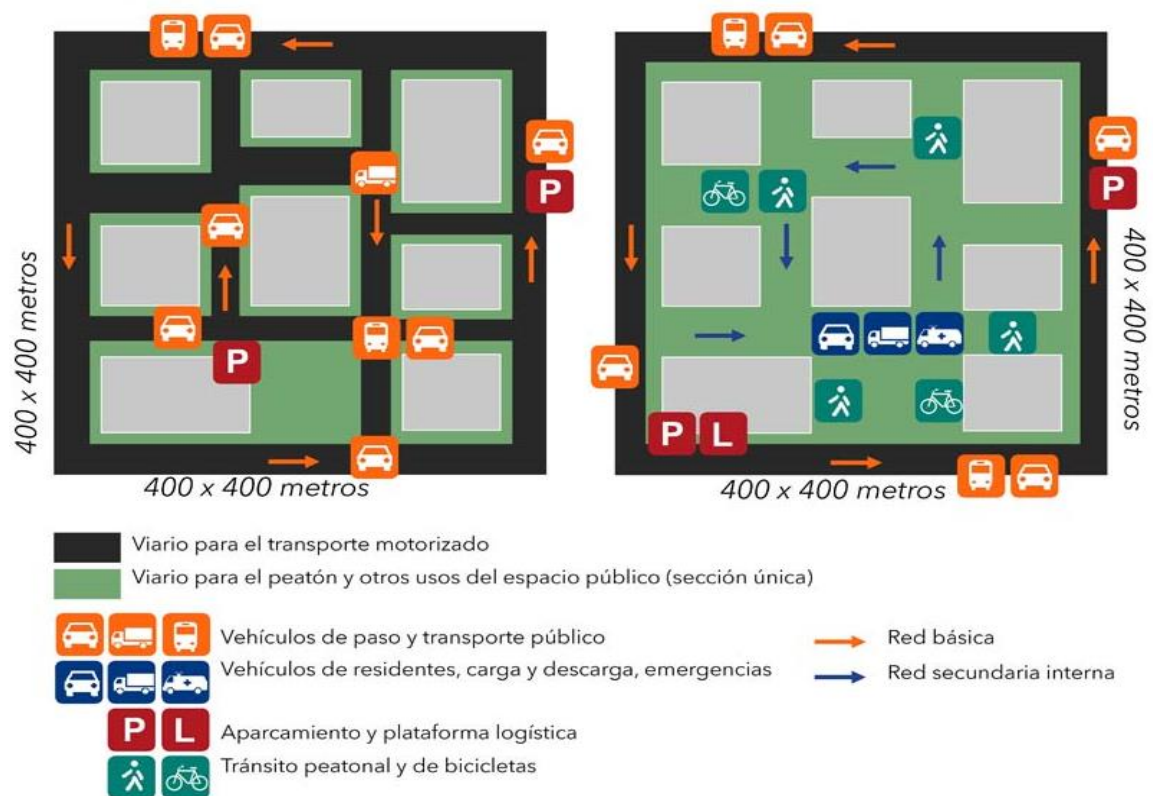 P
P
400 x 400 metros
400 x 400 metros
P
P L
400 x 400 metros
400 x 400 metros
Viario para el transporte motorizado
Viario para el peatón y otros usos del espacio público (sección única)
Vehículos de paso y transporte público
Vehículos de residentes, carga y descarga, emergencias
P L Aparcamiento y plataforma logística
Tránsito peatonal y de bicicletas
Red básica
Red secundaria interna